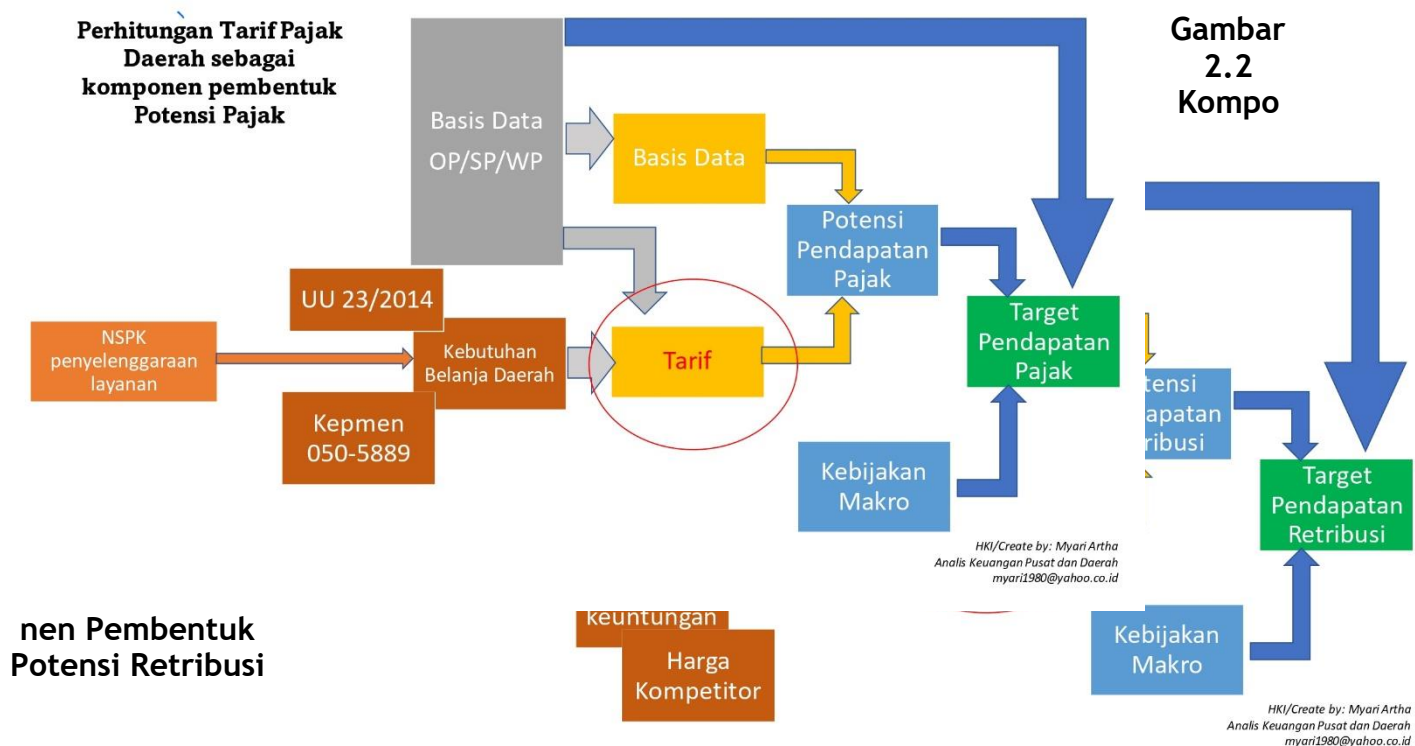 Perhitungan Tarif Pajak
Daerah sebagai
komponen pembentuk
Potensi Pajak
Gambar
2.2
Kompo
Basis Data
OP/SP/WP
Basis Data
Potensi
Pendapatan
Pajak
UU 23/2014
NSPK
penyelenggaraan
layanan
Kebutuhan
Belanja Daerah
Kepmen
050-5889
Tarif
Target
Pendapatan
Pajak
Kebijakan
Makro
HKI/Create by: Myari Artha
Analis Keuangan Pusat dan Daerah
myari1980@yahoo.co.id
tensi
apatan
ribusi
Target
Pendapatan
Retribusi
nen Pembentuk
Potensi Retribusi
keuntungan
Harga
Kompetitor
Kebijakan
Makro
HKI/Create by: Myari Artha
Analis Keuangan Pusat dan Daerah
myari1980@yahoo.co.id